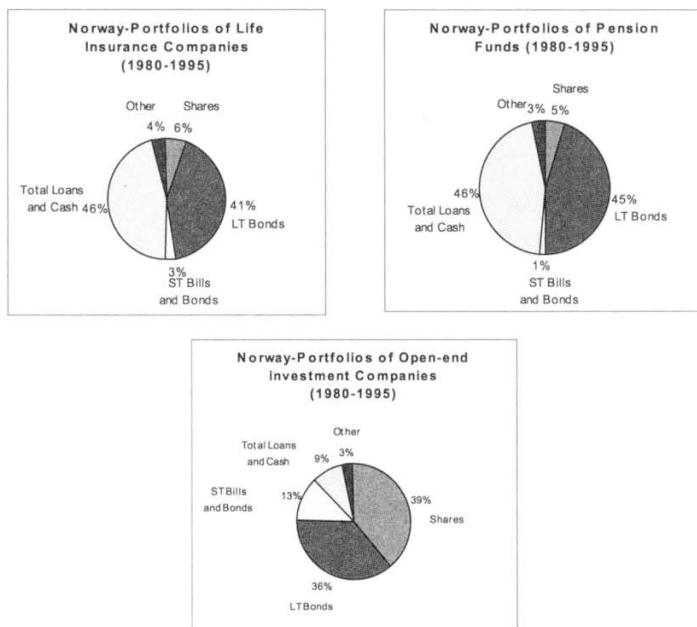 Norway-Portfolios of Life
Insurance Companies
(1980-1995)
Other
Shares
4%
6%
Total Loans
and Cash
46%
41%
LT Bonds
3%
ST Bills
and Bonds
Norway-Portfolios of Pension
Funds (1980-1995)
Shares
Other
3%
5%
46%
Total Loans
and Cash
45%
LT Bonds
1%
ST Bills
and Bonds
Norway-Portfolios of Open-end
Investment Companies
(1980-1995)
Other
Total Loans
and Cash
3%
9%
ST Bills
and Bonds
13%
39%
Shares
36%
LT Bonds